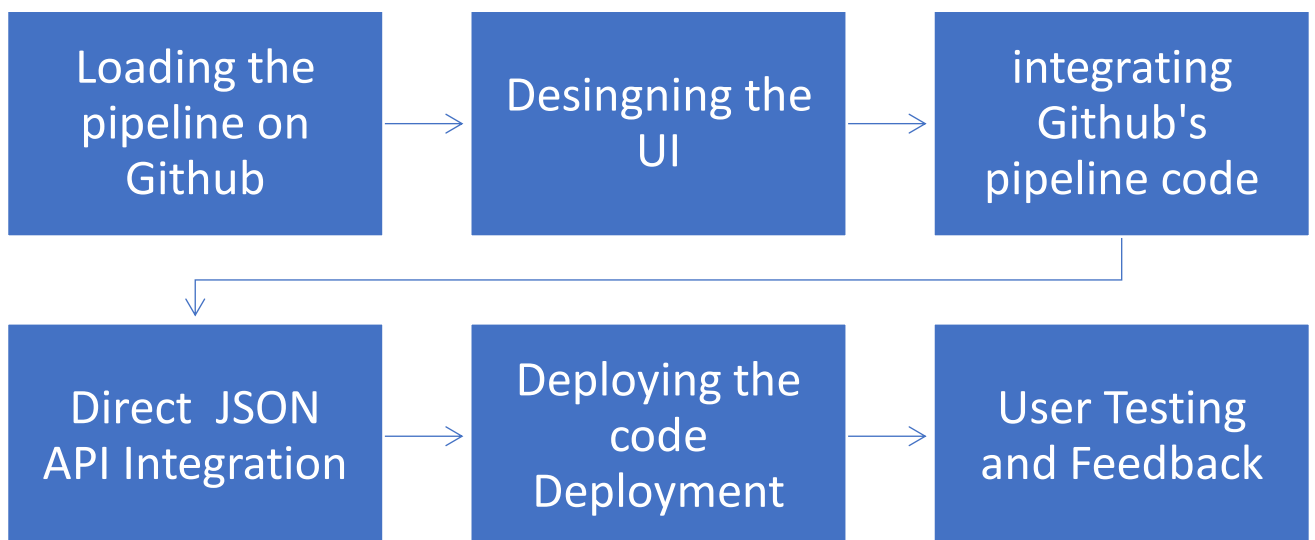 Loading the
pipeline on
Github
Desingning the
UI
integrating
Github's
pipeline code
Direct  JSON
API Integration
Deploying the
code
Deployment
User Testing
and Feedback